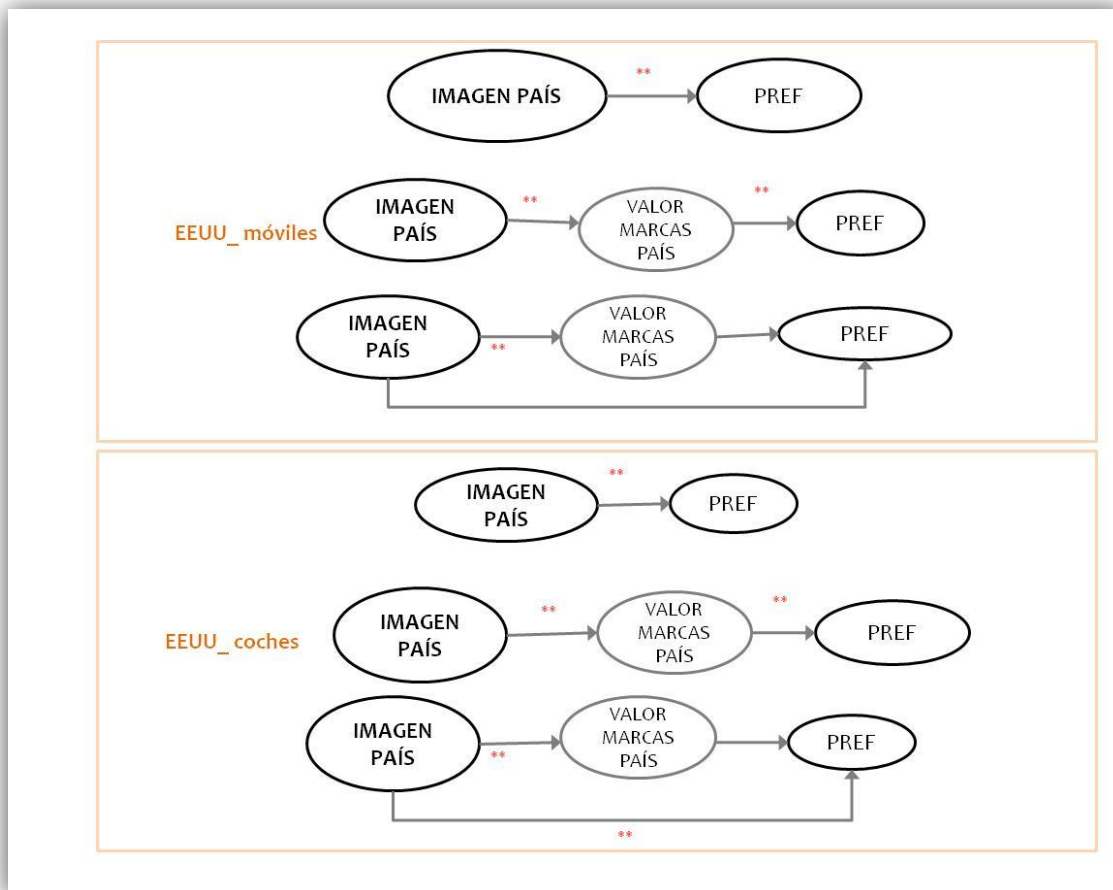 **
IMAGEN PAÍS
PREF
EEUU_ móviles
IMAGEN
PAÍS
**
VALOR
MARCAS
PAÍS
**
PREF
IMAGEN
PAÍS
**
VALOR
MARCAS
PAÍS
PREF
**
IMAGEN
PAÍS
PREF
EEUU_ coches
IMAGEN
PAÍS
**
VALOR
MARCAS
PAÍS
**
PREF
IMAGEN
PAÍS
**
VALOR
MARCAS
PAÍS
PREF
**